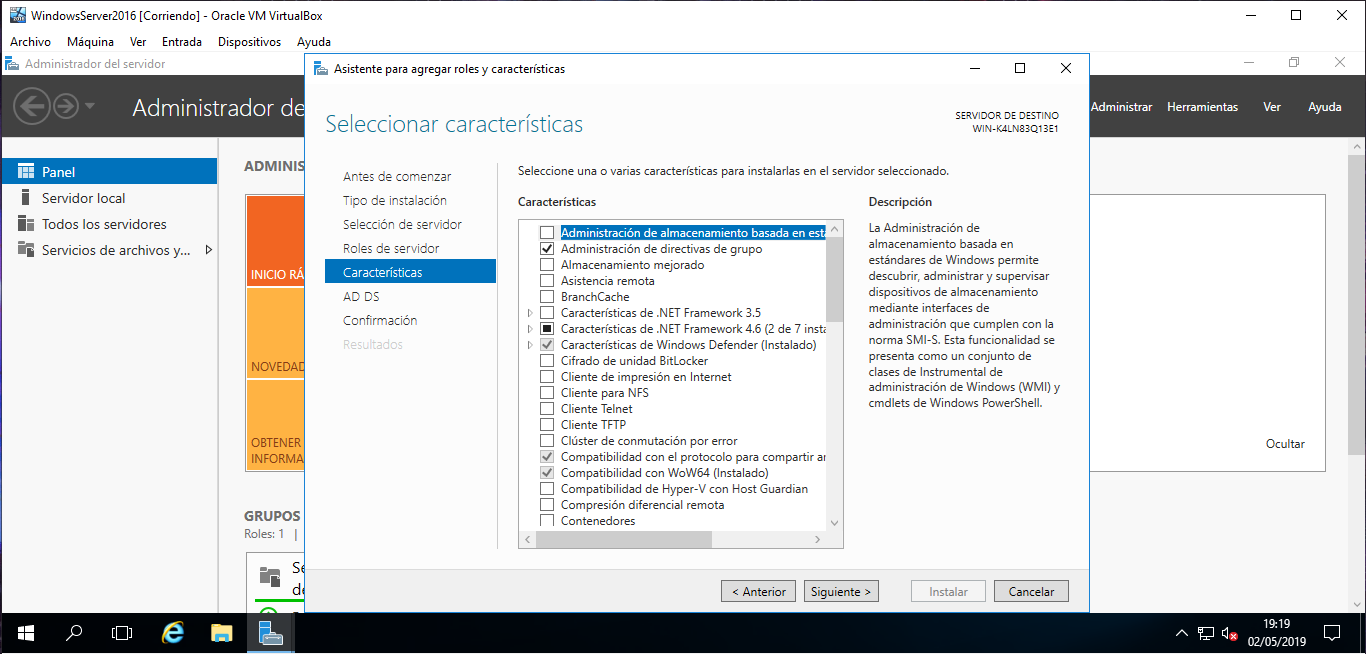 WindowsServer2016 [Corriendo] - Oracle VM VirtualBox
Archivo Máquina Ver Entrada Dispositivos Ayuda
Administrador del servidor
Administrador de
Administrar Herramientas Ver Ayuda
Panel
Servidor local
Todos los servidores
Servicios de archivos y...
ADMINIS
INICIO RÁ
NOVEDAD
OBTENER
INFORMA
Ocultar
GRUPOS
Roles: 1 |
Se
de
Asistente para agregar roles y características
Seleccionar características
SERVIDOR DE DESTINO
WIN-K4LN83Q13E1
Antes de comenzar
Tipo de instalación
Selección de servidor
Roles de servidor
Características
AD DS
Confirmación
Resultados
Seleccione una o varias características para instalarlas en el servidor seleccionado.
Características
Administración de almacenamiento basada en está
Administración de directivas de grupo
Almacenamiento mejorado
Asistencia remota
BranchCache
Características de .NET Framework 3.5
Características de .NET Framework 4.6 (2 de 7 insta
Características de Windows Defender (Instalado)
Cifrado de unidad BitLocker
Cliente de impresión en Internet
Cliente para NFS
Cliente Telnet
Cliente TFTP
Clúster de conmutación por error
Compatibilidad con el protocolo para compartir ar
Compatibilidad con WoW64 (Instalado)
Compatibilidad de Hyper-V con Host Guardian
Compresión diferencial remota
Contenedores
Descripción
La Administración de
almacenamiento basada en
estándares de Windows permite
descubrir, administrar y supervisar
dispositivos de almacenamiento
mediante interfaces de
administración que cumplen con la
norma SMI-S. Esta funcionalidad se
presenta como un conjunto de
clases de Instrumental de
administración de Windows (WMI) y
cmdlets de Windows PowerShell.
< Anterior Siguiente > Instalar Cancelar
19:19
02/05/2019